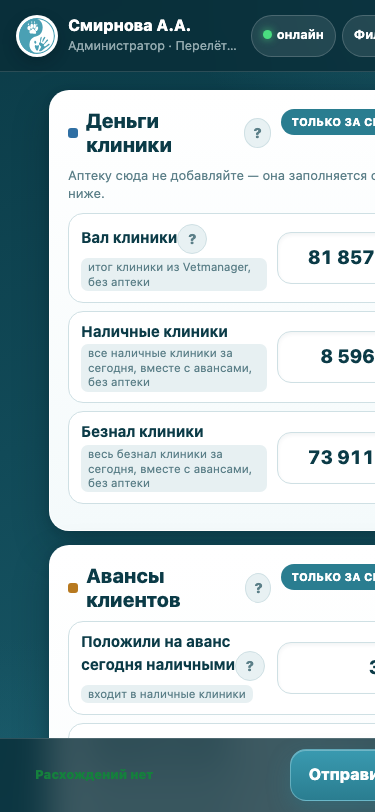 Смирнова А.А.
Администратор · Перелёт...
онлайн
Деньги
клиники
?
ТОЛЬКО ЗА
Аптеку сюда не добавляйте — она заполняется
ниже.
Вал клиники ?
итог клиники из Vetmanager,
без аптеки
81 857
Наличные клиники
все наличные клиники за
сегодня, вместе с авансами,
без аптеки
8 596
Безнал клиники
весь безнал клиники за
сегодня, вместе с авансами,
без аптеки
73 911
Авансы
клиентов
?
ТОЛЬКО ЗА
Положили на аванс
сегодня наличными ?
входит в наличные клиники
Расхождений нет